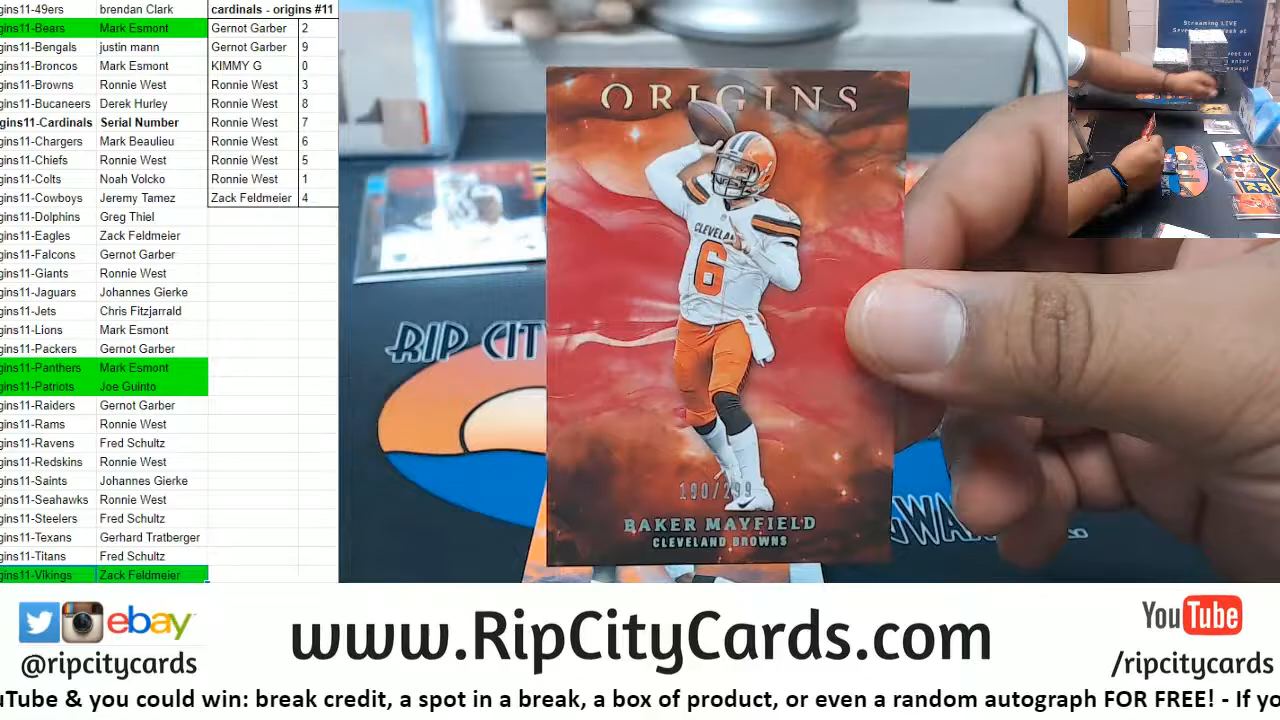 gins11-49ers brendan Clark
gins11-Bears Mark Esmont
gins11-Bengals justin mann
gins11-Broncos Mark Esmont
gins11-Browns Ronnie West
gins11-Bucaneers Derek Hurley
gins11-Cardinals Serial Number
gins11-Chargers Mark Beaulieu
gins11-Chiefs Ronnie West
gins11-Colts Noah Volcko
gins11-Cowboys Jeremy Tamez
gins11-Dolphins Greg Thiel
gins11-Eagles Zack Feldmeier
gins11-Falcons Gernot Garber
gins11-Giants Ronnie West
gins11-Jaguars Johannes Gierke
gins11-Jets Chris Fitzjarrald
gins11-Lions Mark Esmont
gins11-Packers Gernot Garber
gins11-Panthers Mark Esmont
gins11-Patriots Joe Guinto
gins11-Raiders Gernot Garber
gins11-Rams Ronnie West
gins11-Ravens Fred Schultz
gins11-Redskins Ronnie West
gins11-Saints Johannes Gierke
gins11-Seahawks Ronnie West
gins11-Steelers Fred Schultz
gins11-Texans Gerhard Tratberger
gins11-Titans Fred Schultz
gins11-Vikings Zack Feldmeier
cardinals - origins #11
Gernot Garber 2
Gernot Garber 9
KIMMY G 0
Ronnie West 3
Ronnie West 8
Ronnie West 7
Ronnie West 6
Ronnie West 5
Ronnie West 1
Zack Feldmeier 4
ORIGINS
CLEVELAN
6
190/299
BAKER MAYFIELD
CLEVELAND BROWNS
RIP CIT
Streaming LIVE
ebay
@ripcitycards
www.RipCityCards.com
YouTube
/ripcitycards
uTube & you could win: break credit, a spot in a break, a box of product, or even a random autograph FOR FREE! - If yo